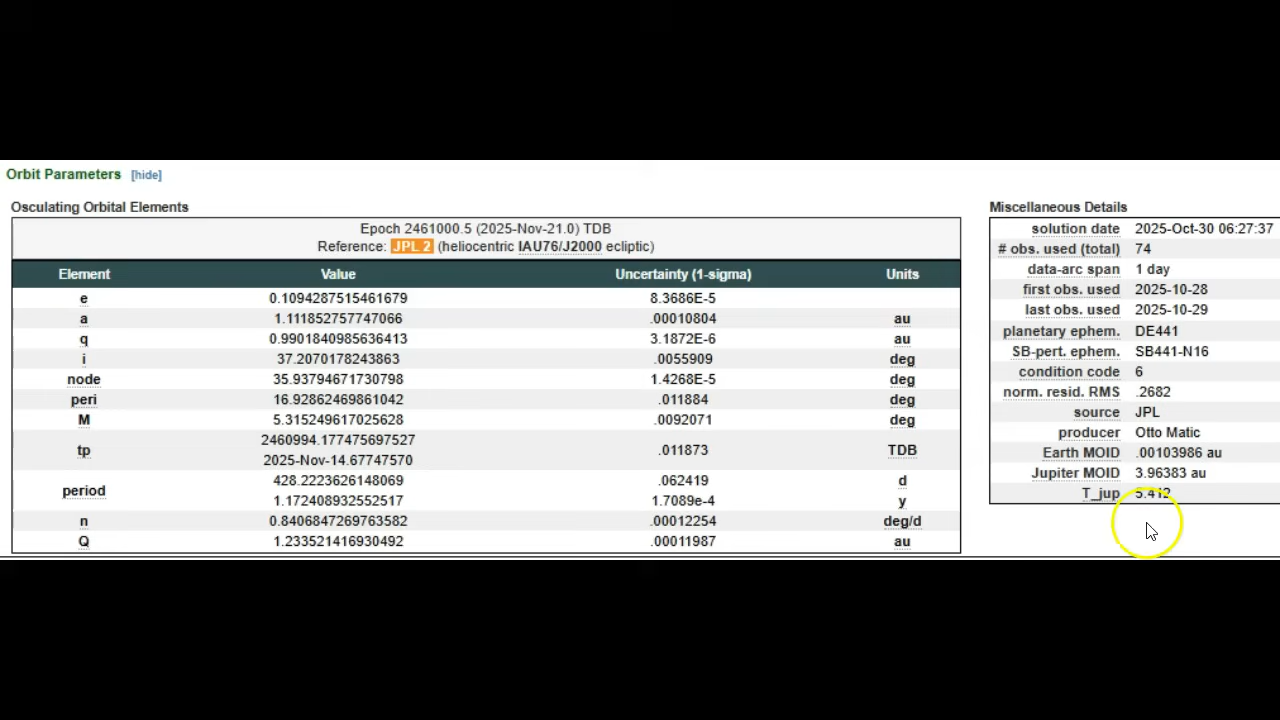 Orbit Parameters [hide]
Osculating Orbital Elements
Epoch 2461000.5 (2025-Nov-21.0) TDB
Reference: JPL 2 (heliocentric IAU76/J2000 ecliptic)
Element Value Uncertainty (1-sigma) Units
e 0.1094287515461679 8.3686E-5
a 1.111852757747066 .00010804 au
q 0.9901840985636413 3.1872E-6 au
i 37.2070178243863 .0055909 deg
node 35.93794671730798 1.4268E-5 deg
peri 16.92862469861042 .011884 deg
M 5.315249617025628 .0092071 deg
tp 2460994.177475697527 .011873 TDB
2025-Nov-14.67747570
period 428.2223626148069 .062419 d
1.172408932552517 1.7089e-4 y
n 0.8406847269763582 .00012254 deg/d
Q 1.233521416930492 .00011987 au
Miscellaneous Details
solution date 2025-Oct-30 06:27:37
# obs. used (total) 74
data-arc span 1 day
first obs. used 2025-10-28
last obs. used 2025-10-29
planetary ephem. DE441
SB-pert. ephem. SB441-N16
condition code 6
norm. resid. RMS .2682
source JPL
producer Otto Matic
Earth MOID .00103986 au
Jupiter MOID 3.96383 au
T_jup 5.412